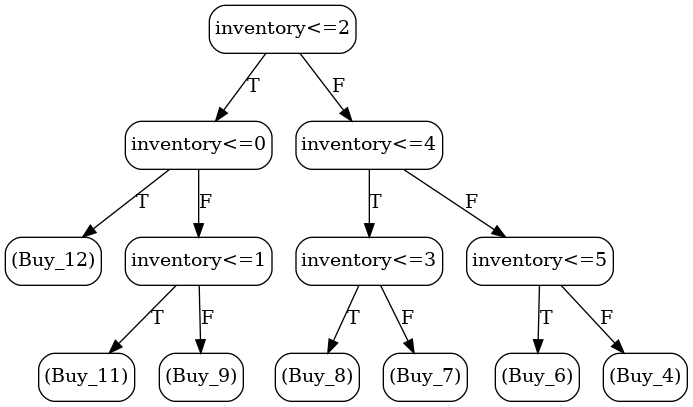 inventory<=2
T F
inventory<=0 inventory<=4
T F T F
(Buy_12) inventory<=1 inventory<=3 inventory<=5
T F T F T F
(Buy_11) (Buy_9) (Buy_8) (Buy_7) (Buy_6) (Buy_4)